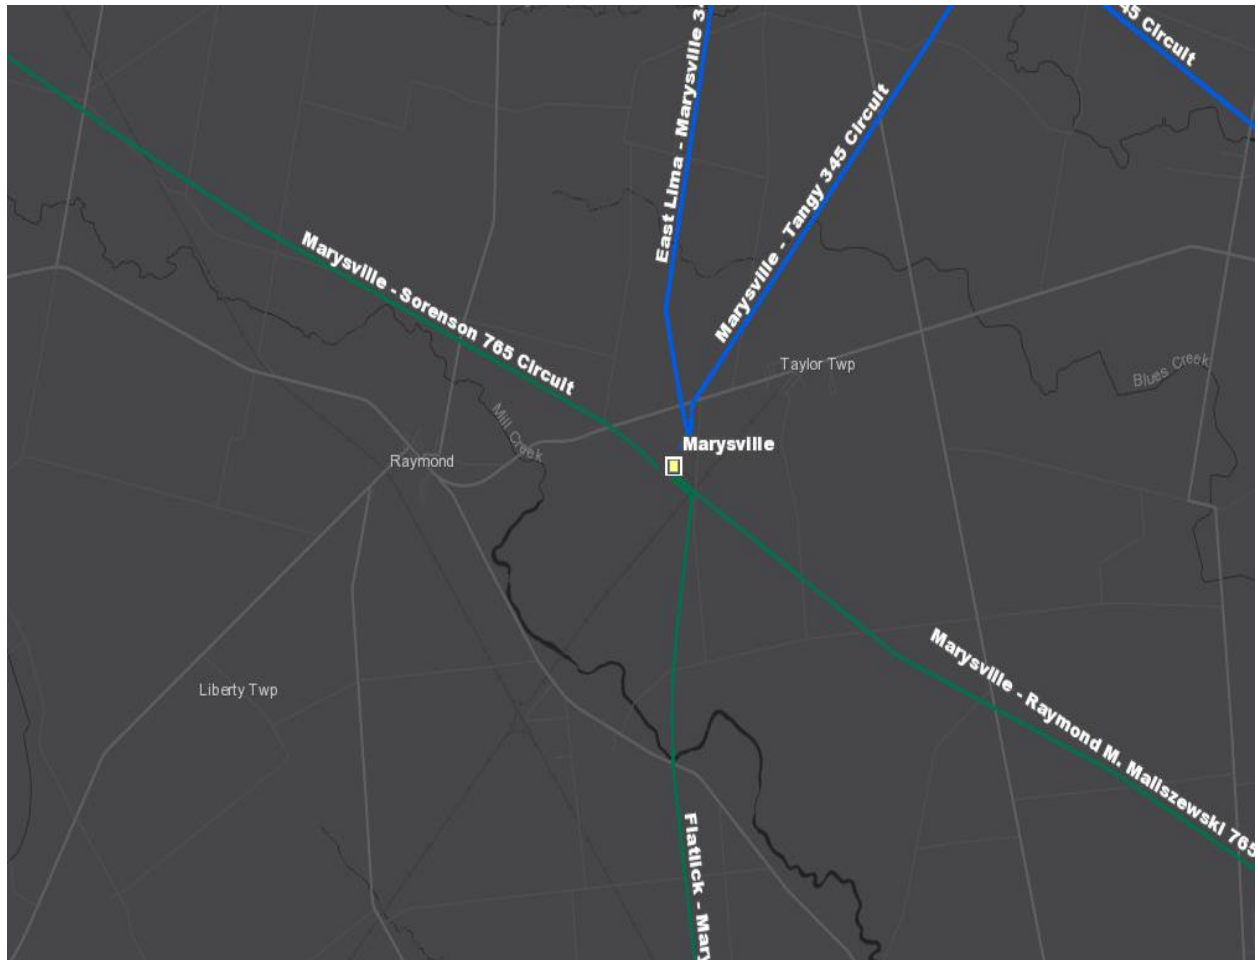 45 Circuit
East Lima - Marysville 3
Marysville - Tangy 345 Circuit
Marysville - Sorenson 765 Circuit
Taylor Twp
Blues Creek
Mill Creek
Marysville
Raymond
Marysville - Raymond M. Maliszewski 765
Liberty Twp
Flatlick - Mary